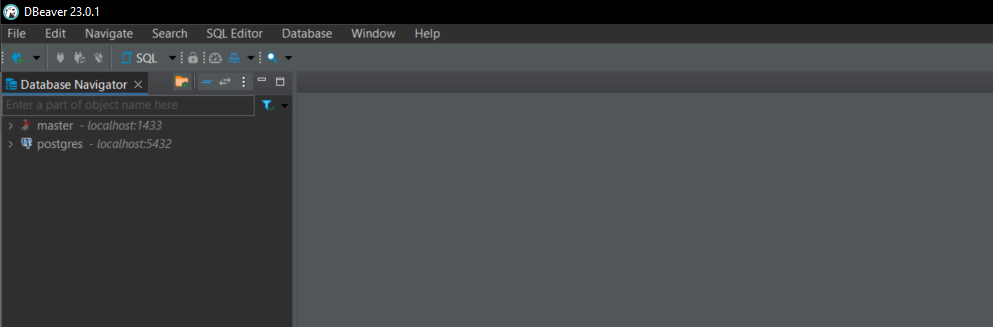 DBeaver 23.0.1
File Edit Navigate Search SQL Editor Database Window Help
SQL
Database Navigator
Enter a part of object name here
master - localhost:1433
postgres - localhost:5432